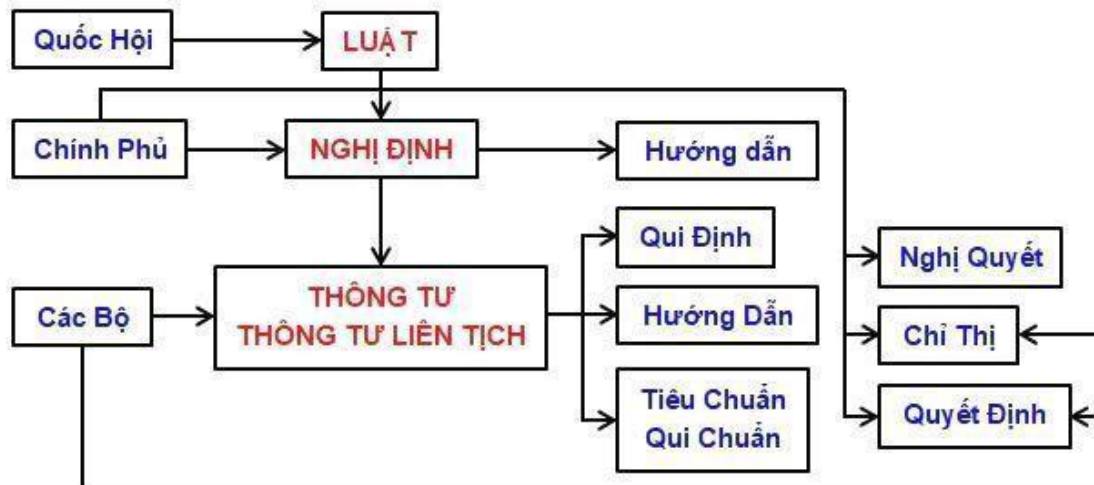 Quốc Hội
LUẬT
Chính Phủ
NGHỊ ĐỊNH
Hướng dẫn
Qui Định
Nghị Quyết
Các Bộ
THÔNG TƯ
THÔNG TƯ LIÊN TỊCH
Hướng Dẫn
Chỉ Thị
Tiêu Chuẩn
Qui Chuẩn
Quyết Định